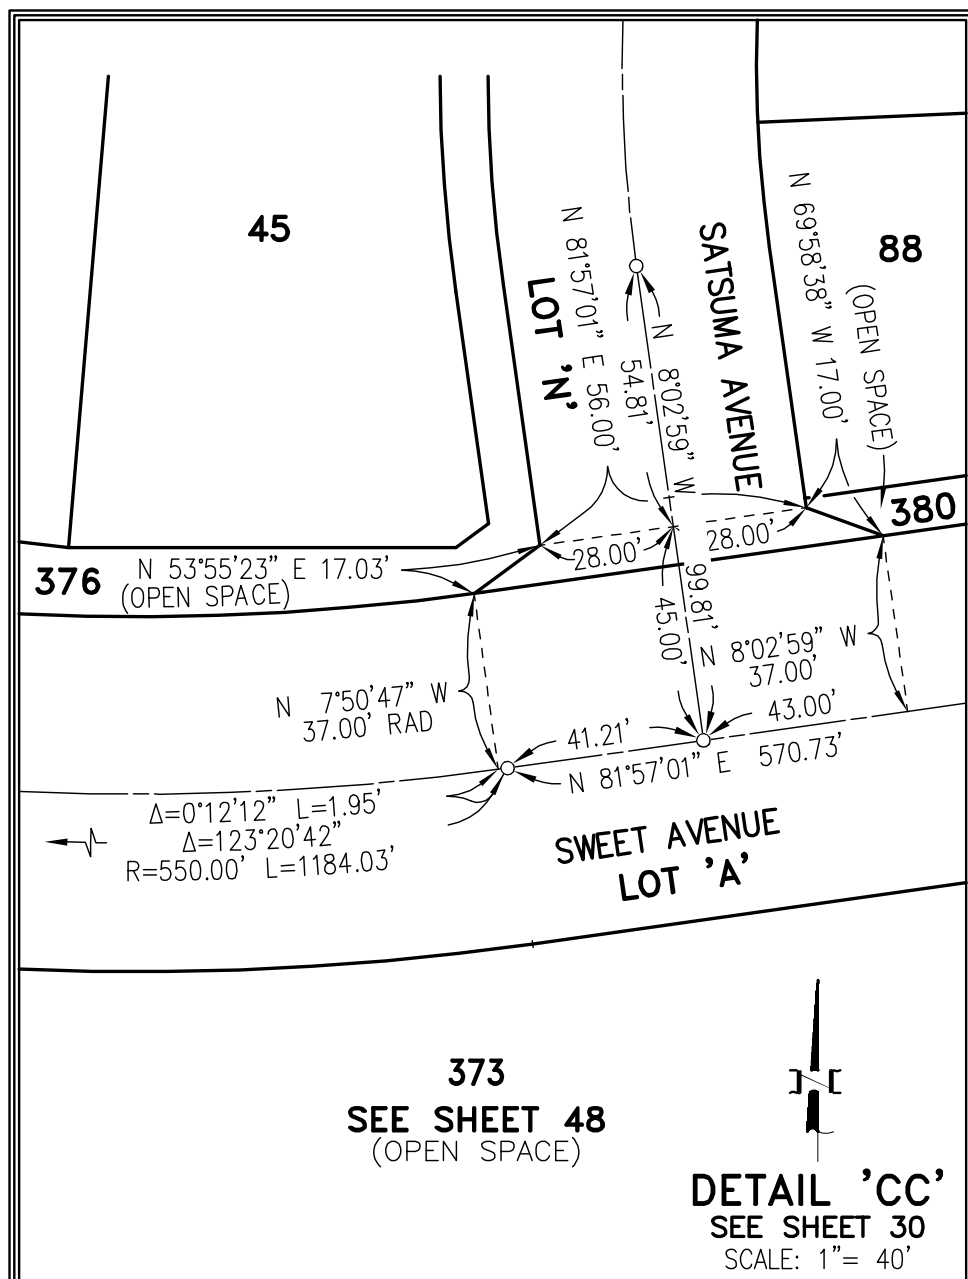 45
88
N 81°57'01" E 56.00'
LOT 'N'
54.81'
N 8°02'59" W
99.81'
SATSUMA AVENUE
N 69°58'38" W 17.00'
(OPEN SPACE)
380
28.00'
28.00'
376
N 53°55'23" E 17.03'
(OPEN SPACE)
45.00'
N 8°02'59" W
37.00'
N 7°50'47" W
37.00' RAD
41.21'
43.00'
N 81°57'01" E 570.73'
Δ=0°12'12" L=1.95'
Δ=123°20'42"
R=550.00' L=1184.03'
SWEET AVENUE
LOT 'A'
373
SEE SHEET 48
(OPEN SPACE)
N
DETAIL 'CC'
SEE SHEET 30
SCALE: 1"= 40'